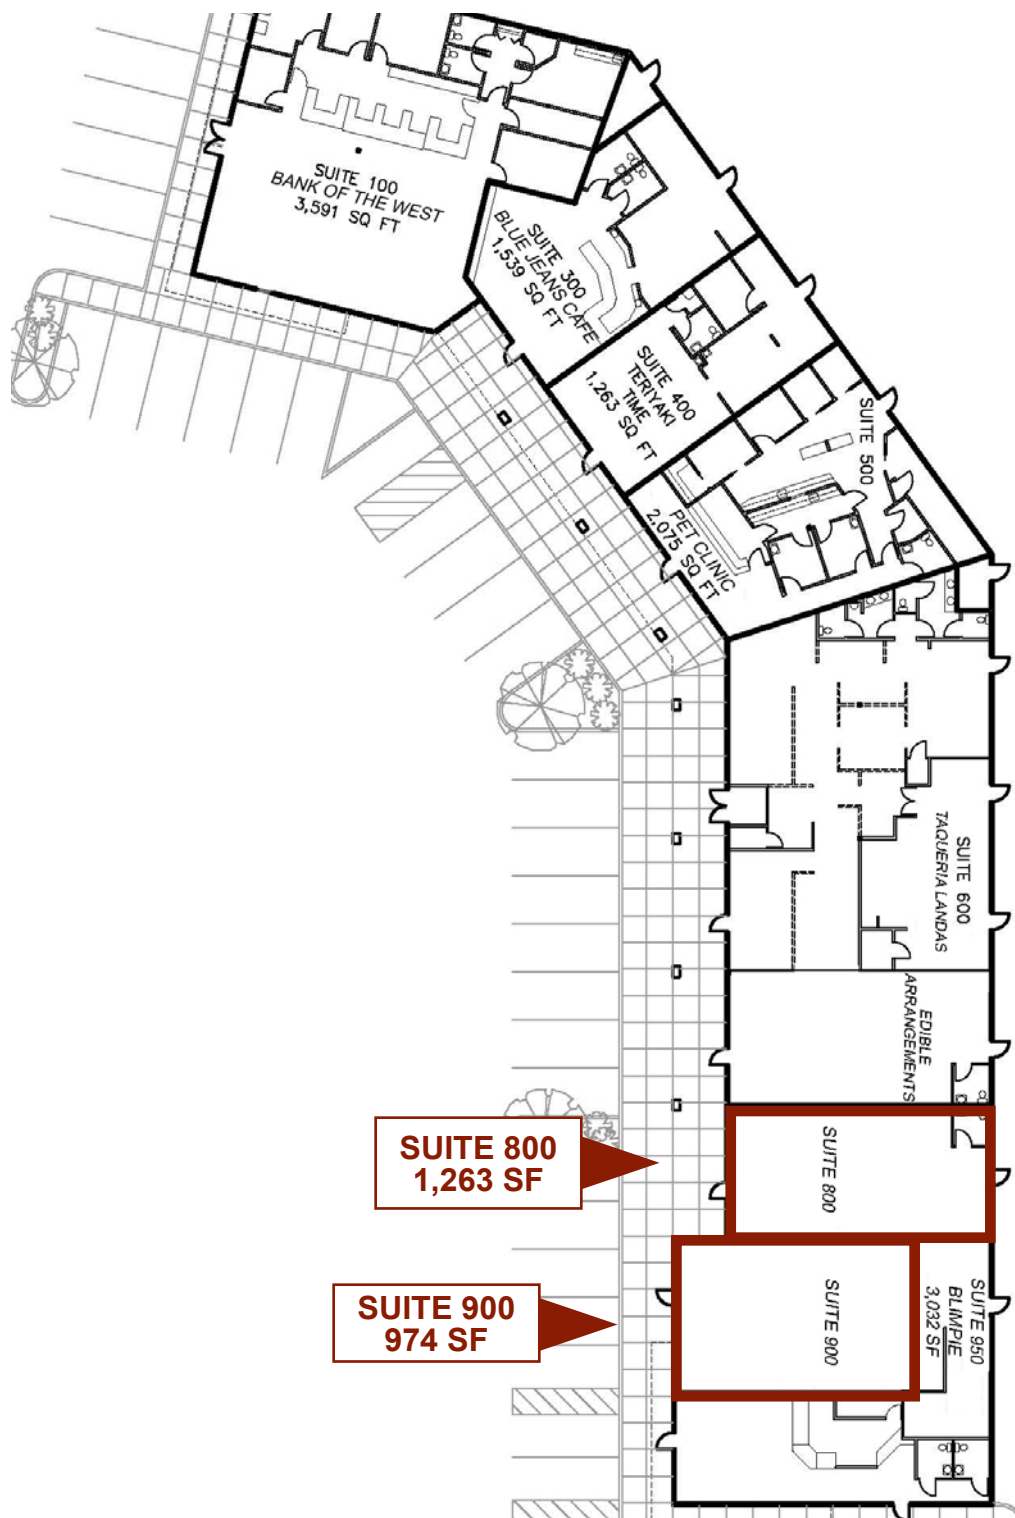 SUITE 100
BANK OF THE WEST
3,591 SQ FT
SUITE 300
BLUE JEANS CAFE
1,539 SQ FT
SUITE 400
TERIYAKI
TIME
1,263 SQ FT
SUITE 500
PET CLINIC
2,075 SQ FT
SUITE 600
TAQUERIA LANDAS
EDIBLE
ARRANGEMENTS
SUITE 800
1,263 SF
SUITE 800
SUITE 900
974 SF
SUITE 900
SUITE 950
BLIMPIE
3,032 SF